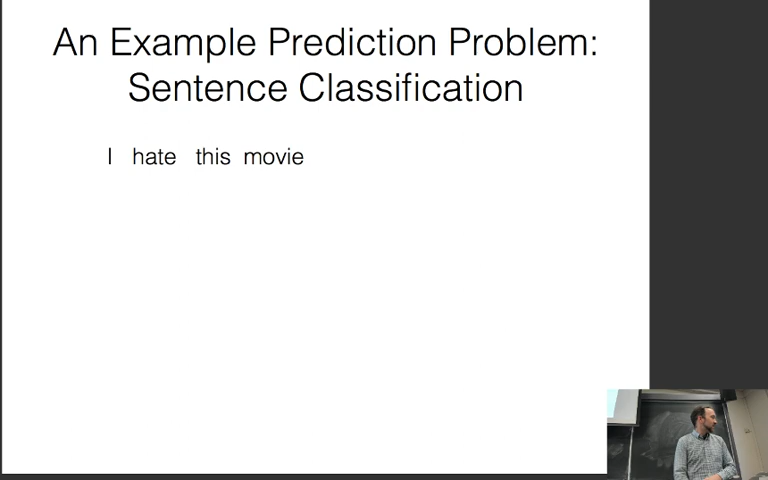 An Example Prediction Problem:
Sentence Classification
I hate this movie